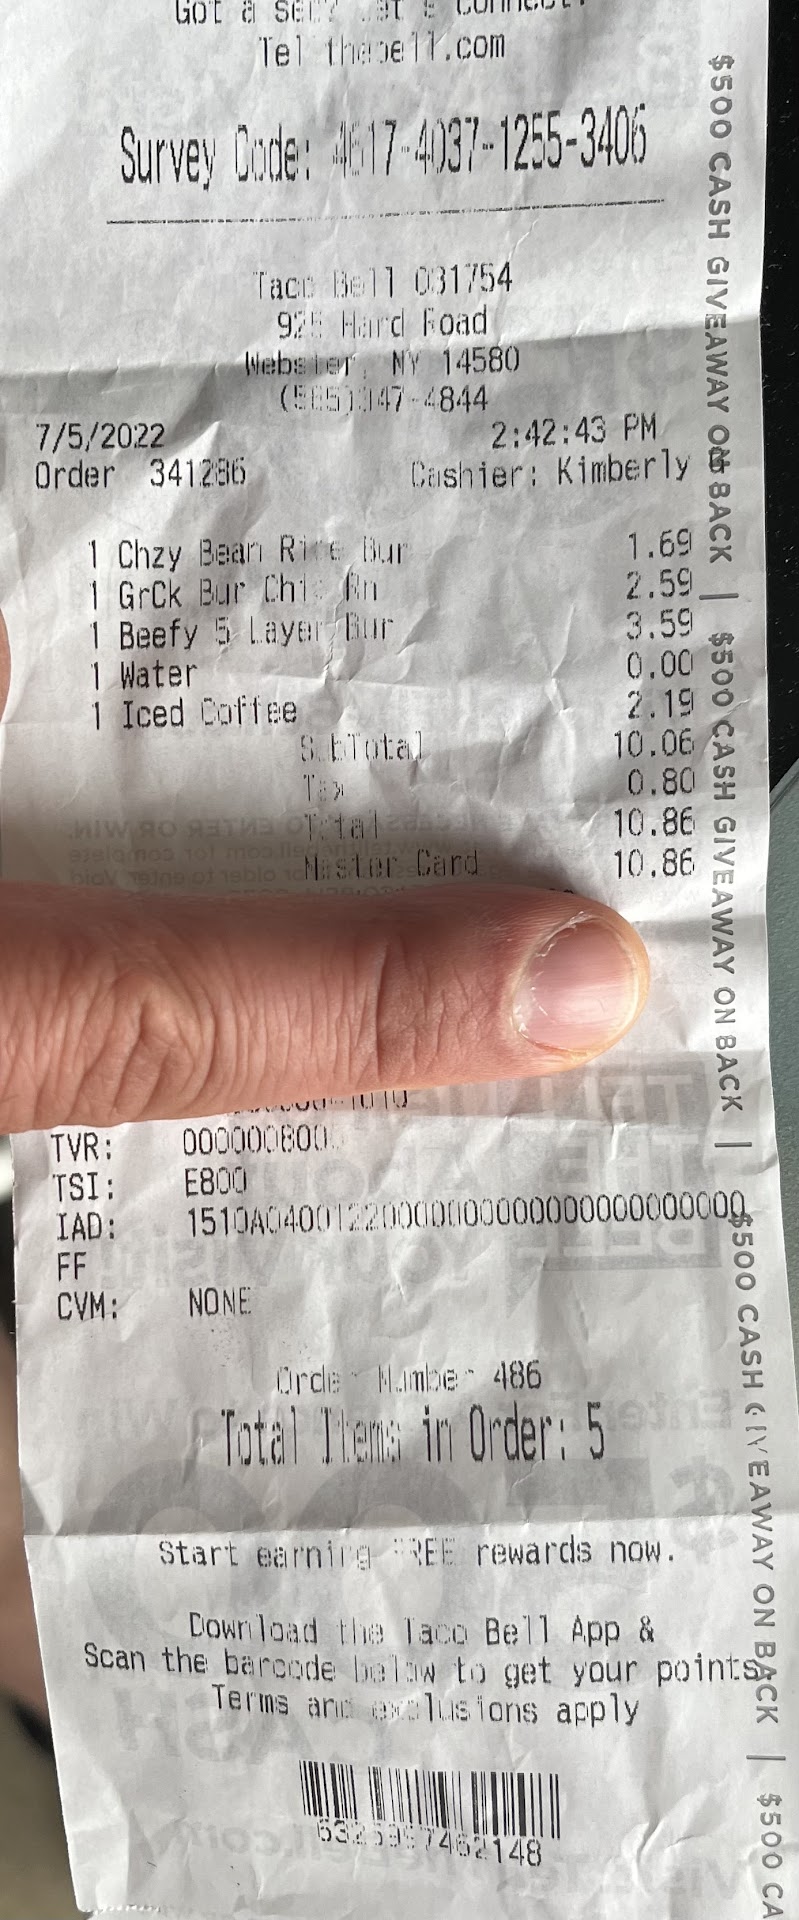 Got a
Tel thebell.com
Survey Code: 4617-4037-1255-3406
Taco Bell 031754
925 Hard Road
Webster, NY 14580
7/5/2022 2:42:43 PM
Order 341286 Cashier: Kimberly
1 Chzy Bean Rice Bur 1.69
1 GrCk Bur Chi Rn 2.59
1 Beefy 5 Layer Bur 3.59
1 Water 0.00
1 Iced Coffee 2.19
SubTotal 10.06
Tax 0.80
Total 10.86
Master Card 10.86
TVR:
TSI: E800
IAD:
FF
CVM: NONE
Order Number 486
Total Items in Order: 5
Start earning FREE rewards now.
Download the Taco Bell App &
Scan the barcode below to get your points
Terms and exclusions apply
$500 CASH GIVEAWAY ON BACK | $500 CASH GIVEAWAY ON BACK | $500 CASH GIVEAWAY ON BACK | $500 CA